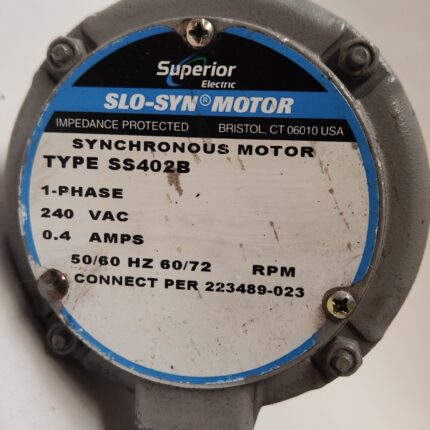 Superior
Electric
SLO-SYN® MOTOR
IMPEDANCE PROTECTED BRISTOL, CT 06010 USA
SYNCHRONOUS MOTOR
TYPE SS402B
1-PHASE
240 VAC
0.4 AMPS
50/60 HZ 60/72 RPM
CONNECT PER 223489-023